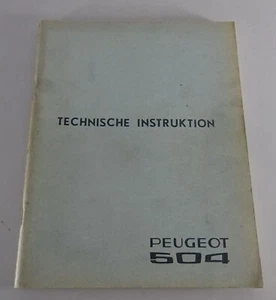 TECHNISCHE INSTRUKTION
PEUGEOT
504